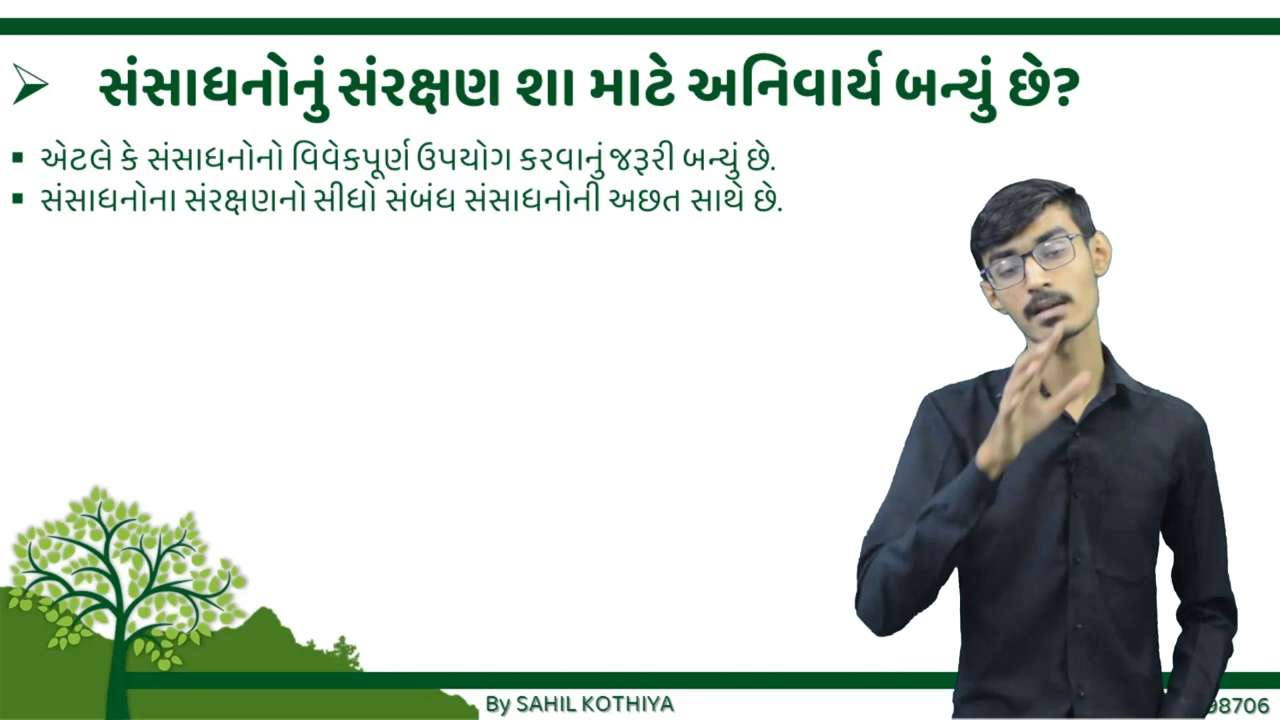 સંસાધનોનું સંરક્ષણ શા માટે અનિવાર્ય બન્યું છે?
એટલે કે સંસાધનોનો વિવેકપૂર્ણ ઉપયોગ કરવાનું જરૂરી બન્યું છે.
સંસાધનોના સંરક્ષણનો સીધો સંબંધ સંસાધનોની અછત સાથે છે.
By SAHIL KOTHIYA
98706